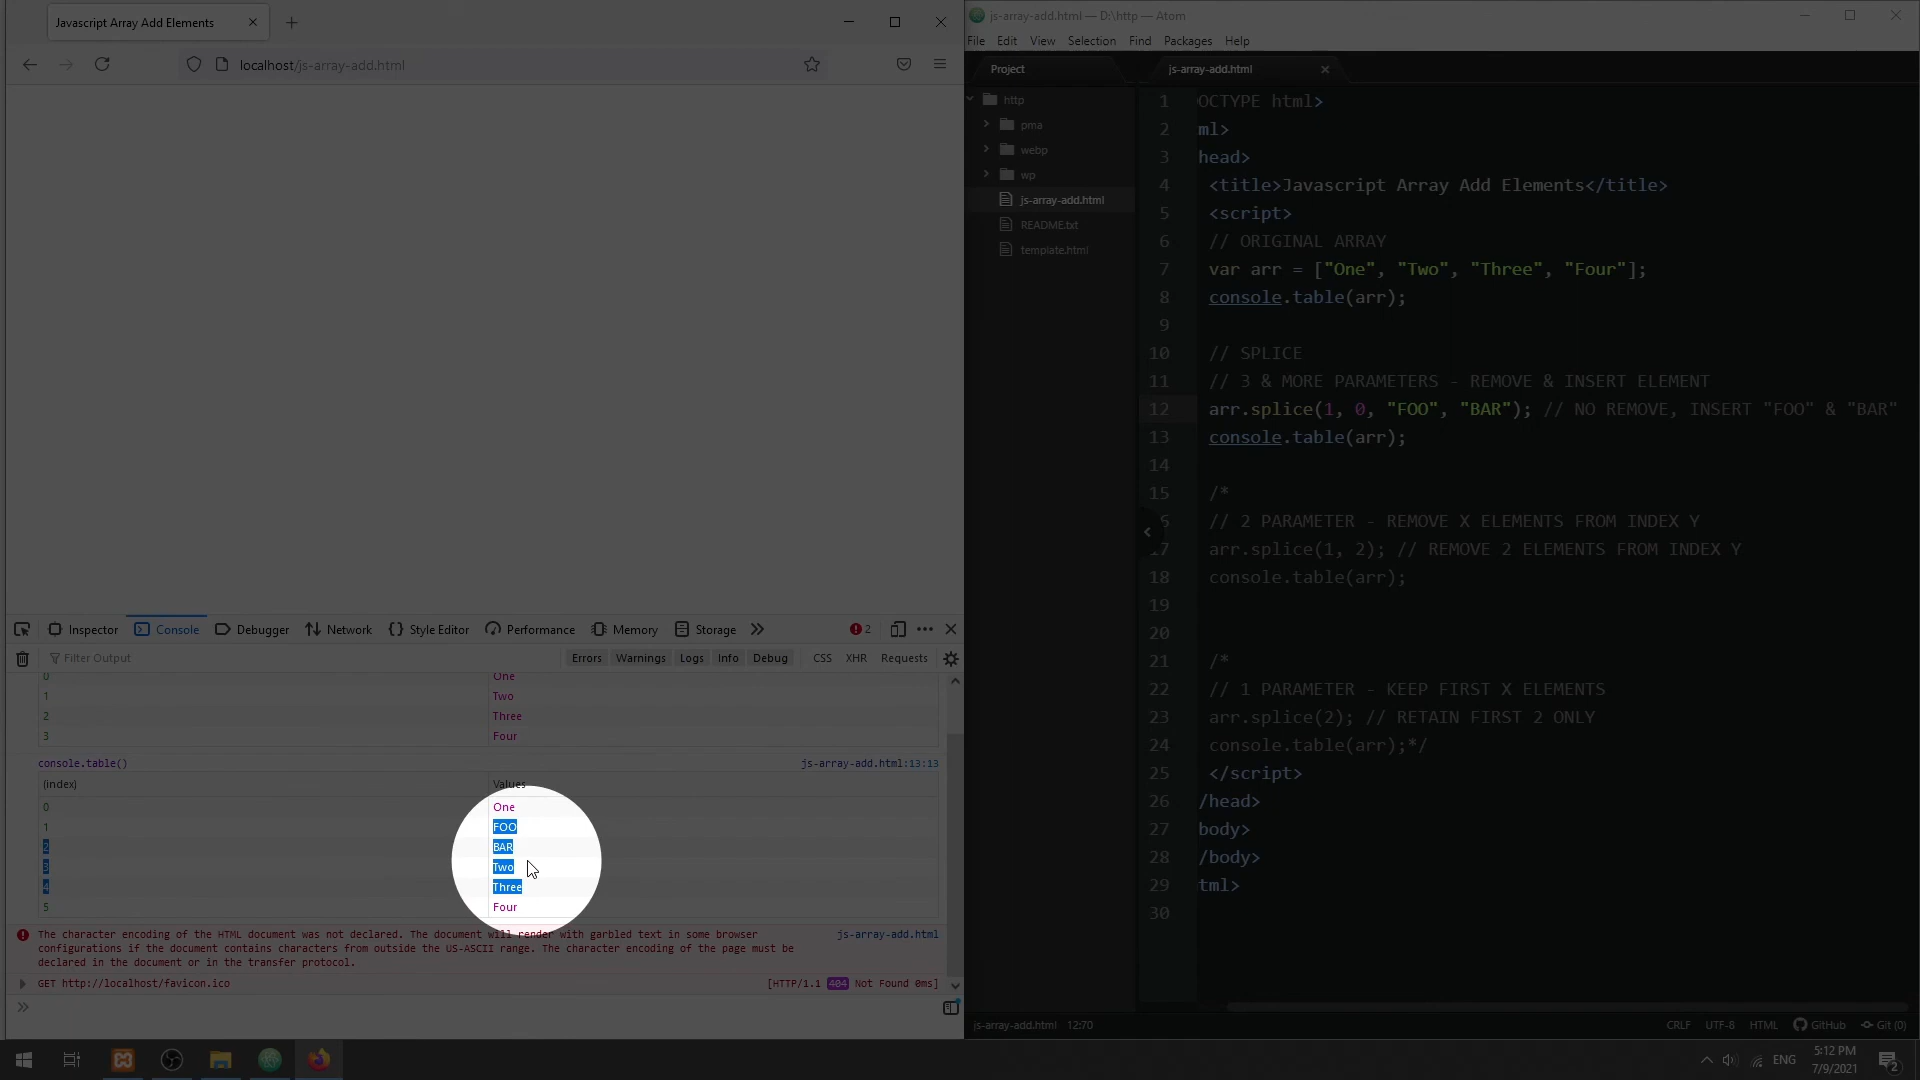 Javascript Array Add Elements
localhost/js-array-add.html
Inspector
Console
Debugger
Network
Style Editor
Performance
Memory
Storage
2
Filter Output
Errors
Warnings
Logs
Info
Debug
CSS
XHR
Requests
0 One
1 Two
2 Three
3 Four
console.table() js-array-add.html:13:13
(index) Values
0 One
1 FOO
2 BAR
3 Two
4 Three
5 Four
The character encoding of the HTML document was not declared. The document will render with garbled text in some browser js-array-add.html
configurations if the document contains characters from outside the US-ASCII range. The character encoding of the page must be
declared in the document or in the transfer protocol.
GET http://localhost/favicon.ico [HTTP/1.1 404 Not Found 0ms]
js-array-add.html — D:\http — Atom
File Edit View Selection Find Packages Help
Project
js-array-add.html
http
pma
webp
wp
js-array-add.html
README.txt
template.html
1 OCTYPE html>
2 ml>
3 head>
4 <title>Javascript Array Add Elements</title>
5 <script>
6 // ORIGINAL ARRAY
7 var arr = ["One", "Two", "Three", "Four"];
8 console.table(arr);
9
10 // SPLICE
11 // 3 & MORE PARAMETERS - REMOVE & INSERT ELEMENT
12 arr.splice(1, 0, "FOO", "BAR"); // NO REMOVE, INSERT "FOO" & "BAR"
13 console.table(arr);
14
15 /*
6 // 2 PARAMETER - REMOVE X ELEMENTS FROM INDEX Y
17 arr.splice(1, 2); // REMOVE 2 ELEMENTS FROM INDEX Y
18 console.table(arr);
19
20
21 /*
22 // 1 PARAMETER - KEEP FIRST X ELEMENTS
23 arr.splice(2); // RETAIN FIRST 2 ONLY
24 console.table(arr);*/
25 </script>
26 /head>
27 body>
28 /body>
29 tml>
30
js-array-add.html 12:70
CRLF UTF-8 HTML GitHub Git (0)
ENG
5:12 PM
7/9/2021
2